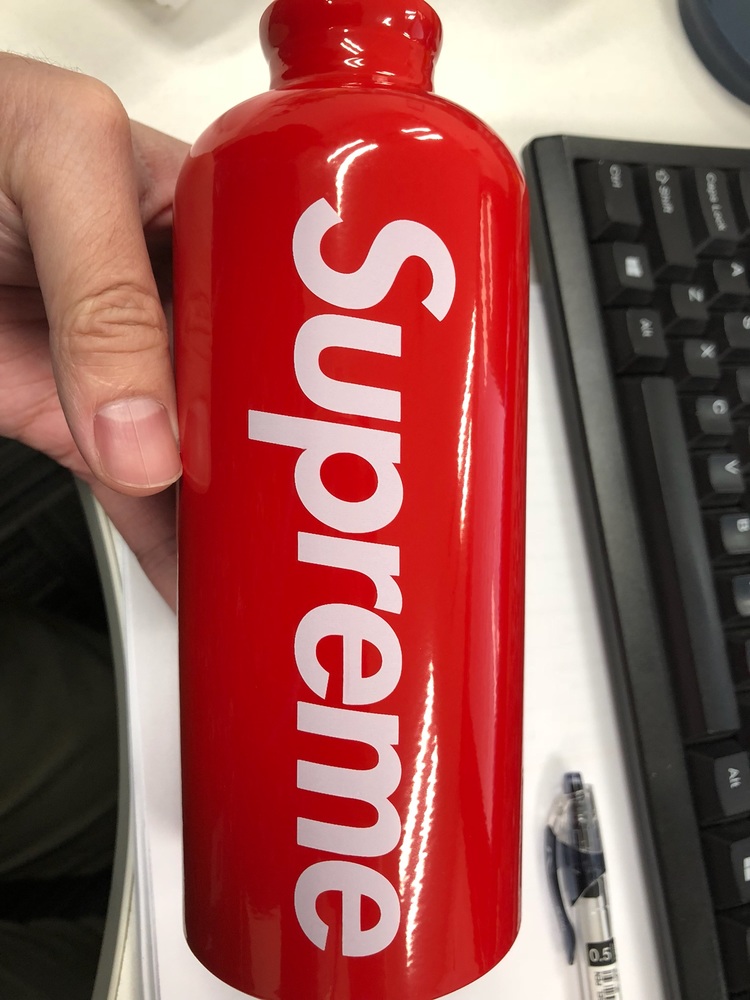 Supreme
Ctrl
Shift
Caps Lock
A
Z
Alt
X
C
V
B
Alt
0.5